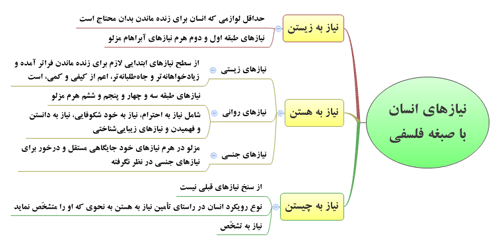 نیازهای انسان
با صبغه فلسفی
نیاز به زیستن
حداقل لوازمی که انسان برای زنده ماندن بدان محتاج است
نیازهای طبقه اول و دوم هرم نیازهای آبراهام مزلو
نیاز به هستن
نیازهای زیستی
از سطح نیازهای ابتدایی لازم برای زنده ماندن فراتر آمده و
زیادخواهانه‌تر و جاه‌طلبانه‌تر، اعم از کیفی و کمی، است
نیازهای روانی
نیازهای طبقه سه و چهار و پنجم و ششم هرم مزلو
شامل نیاز به احترام، نیاز به خود شکوفایی، نیاز به دانستن
و فهمیدن و نیازهای زیبایی‌شناختی
نیازهای جنسی
مزلو در هرم نیازهای خود جایگاهی مستقل و درخور برای
نیازهای جنسی در نظر نگرفته
نیاز به چیستن
از سنخ نیازهای قبلی نیست
نوع رویکرد انسان در راستای تأمین نیاز به هستن به نحوی که او را متشخّص نماید
نیاز به تشخّص